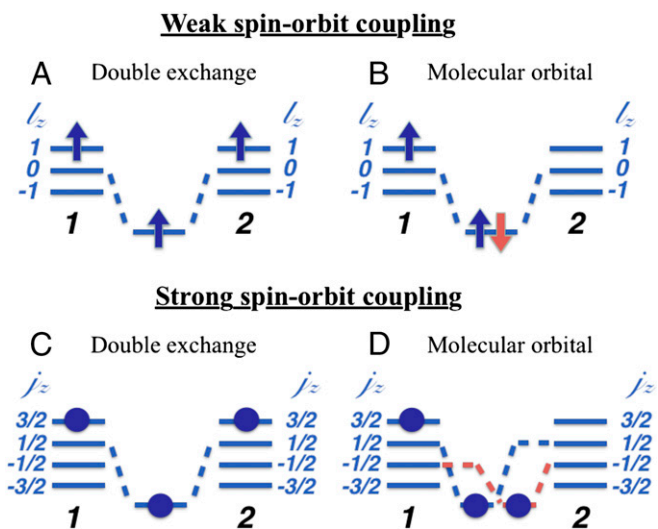 Weak spin-orbit coupling
A Double exchange B Molecular orbital
l_z l_z l_z l_z
1 1 1 1
0 0 0 0
-1 -1 -1 -1
1 2 1 2
Strong spin-orbit coupling
C Double exchange D Molecular orbital
j_z j_z j_z j_z
3/2 3/2 3/2 3/2
1/2 1/2 1/2 1/2
-1/2 -1/2 -1/2 -1/2
-3/2 -3/2 -3/2 -3/2
1 2 1 2